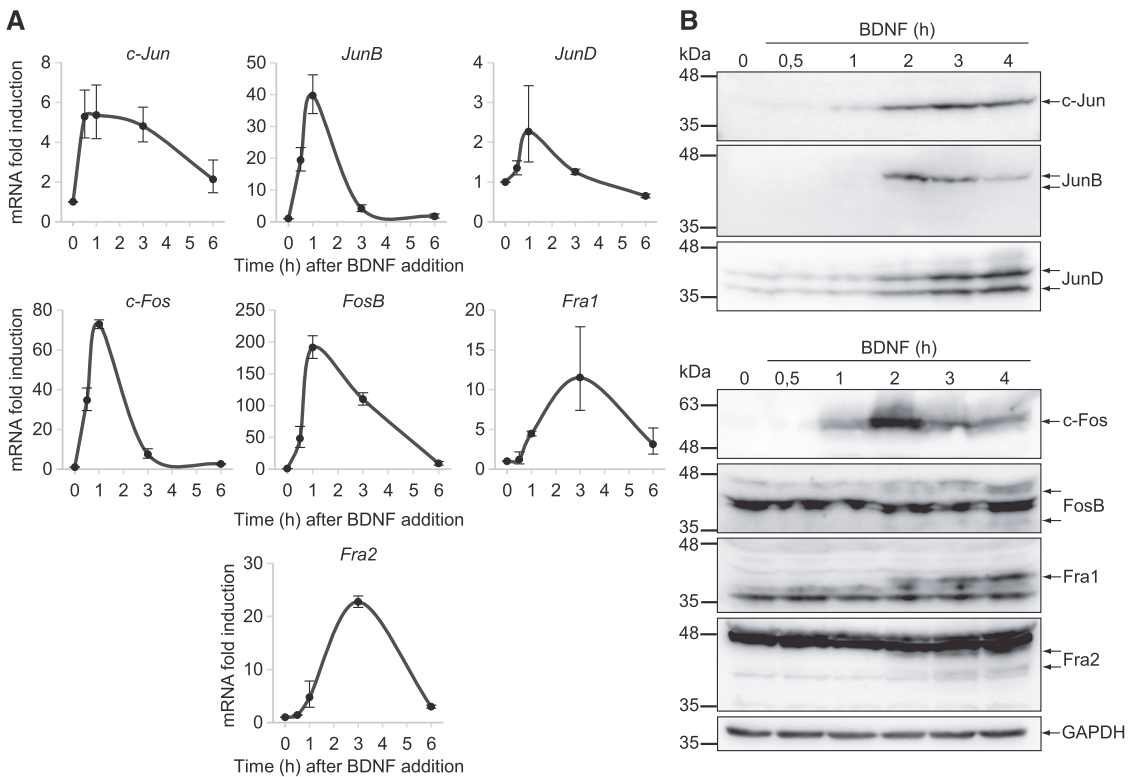 A
c-Jun
JunB
JunD
mRNA fold induction
8
6
4
2
0
50
40
30
20
10
0
4
3
2
1
0
0 1 2 3 4 5 6
0 1 2 3 4 5 6
0 1 2 3 4 5 6
Time (h) after BDNF addition
c-Fos
FosB
Fra1
mRNA fold induction
80
60
40
20
0
250
200
150
100
50
0
20
15
10
5
0
0 1 2 3 4 5 6
0 1 2 3 4 5 6
0 1 2 3 4 5 6
Time (h) after BDNF addition
Fra2
mRNA fold induction
30
20
10
0
0 1 2 3 4 5 6
Time (h) after BDNF addition
B
BDNF (h)
kDa 0 0,5 1 2 3 4
48
35
c-Jun
48
35
JunB
48
35
JunD
BDNF (h)
kDa 0 0,5 1 2 3 4
63
48
c-Fos
48
35
FosB
48
35
Fra1
48
35
Fra2
35
GAPDH